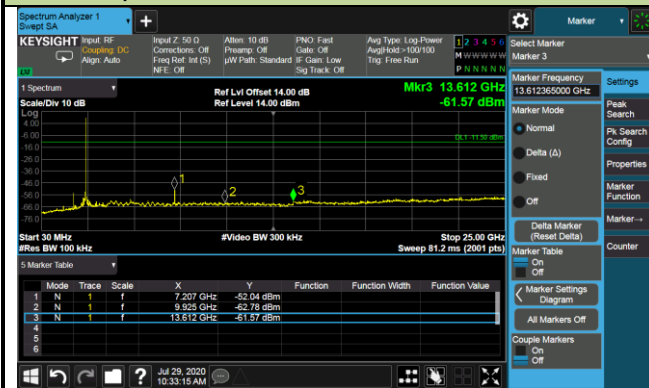 Spectrum Analyzer 1
Swept SA
Marker
KEYSIGHT
Input: RF
Coupling: DC
Align: Auto
Input Z: 50 Ω
Corrections: Off
Freq Ref: Int (S)
NFE: Off
Atten: 10 dB
Preamp: Off
µW Path: Standard
PNO: Fast
Gate: Off
IF Gain: Low
Sig Track: Off
Avg Type: Log-Power
Avg|Hold:>100/100
Trig: Free Run
1 2 3 4 5 6
M W W W W W
P N N N N N
Select Marker
Marker 3
1 Spectrum
Scale/Div 10 dB
Log
Ref Lvl Offset 14.00 dB
Ref Level 14.00 dBm
Mkr3 13.612 GHz
-61.57 dBm
4.00
-6.00
-16.0
-26.0
-36.0
-46.0
-56.0
-66.0
-76.0
DL1 -11.50 dBm
1
2
3
Start 30 MHz
#Res BW 100 kHz
#Video BW 300 kHz
Stop 25.00 GHz
Sweep 81.2 ms (2001 pts)
5 Marker Table
Mode Trace Scale X Y Function Function Width Function Value
1 N 1 f 7.207 GHz -52.04 dBm
2 N 1 f 9.925 GHz -62.78 dBm
3 N 1 f 13.612 GHz -61.57 dBm
4
5
6
Marker Frequency
13.612365000 GHz
Marker Mode
Normal
Delta (Δ)
Fixed
Off
Delta Marker
(Reset Delta)
Marker Table
On
Off
Marker Settings
Diagram
All Markers Off
Couple Markers
On
Off
Settings
Peak
Search
Pk Search
Config
Properties
Marker
Function
Marker→
Counter
?
Jul 29, 2020
10:33:15 AM